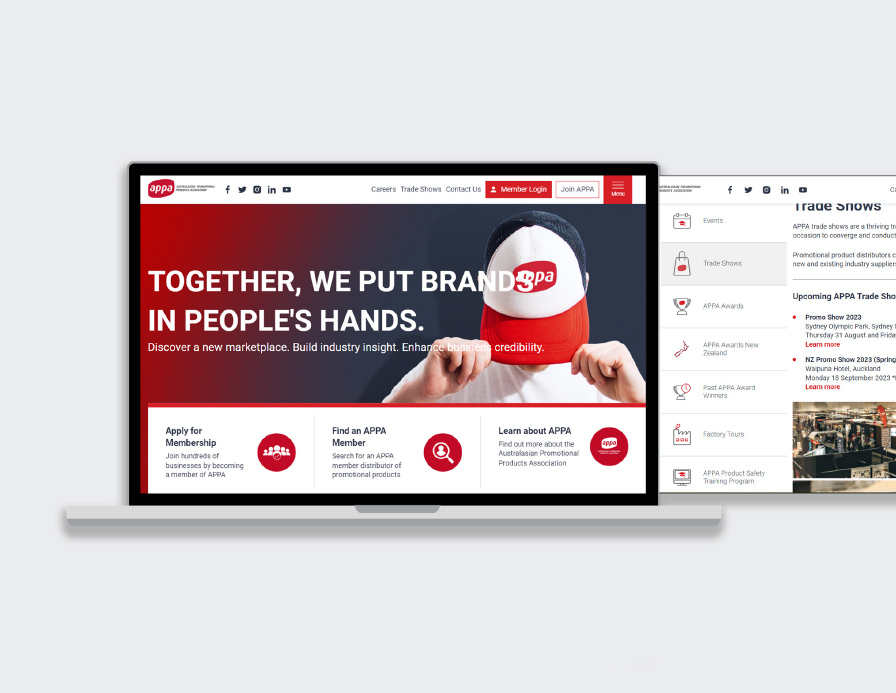 appa
AUSTRALASIAN PROMOTIONAL
PRODUCTS ASSOCIATION
Careers Trade Shows Contact Us Member Login Join APPA Menu
appa
TOGETHER, WE PUT BRANDS
IN PEOPLE'S HANDS.
Discover a new marketplace. Build industry insight. Enhance business credibility.
Apply for
Membership
Join hundreds of
businesses by becoming
a member of APPA
Find an APPA
Member
Search for an APPA
member distributor of
promotional products
Learn about APPA
Find out more about the
Australasian Promotional
Products Association
appa
AUSTRALASIAN PROMOTIONAL
PRODUCTS ASSOCIATION
Ca
Events
Trade Shows
APPA Awards
APPA Awards New
Zealand
Past APPA Award
Winners
Factory Tours
APPA Product Safety
Training Program
Trade Shows
APPA trade shows are a thriving tra
occasion to converge and conduct
Promotional product distributors c
new and existing industry suppliers
Upcoming APPA Trade Sho
Promo Show 2023
Sydney Olympic Park, Sydney
Thursday 31 August and Frida
Learn more
NZ Promo Show 2023 (Spring
Waipuna Hotel, Auckland
Monday 18 September 2023
Learn more